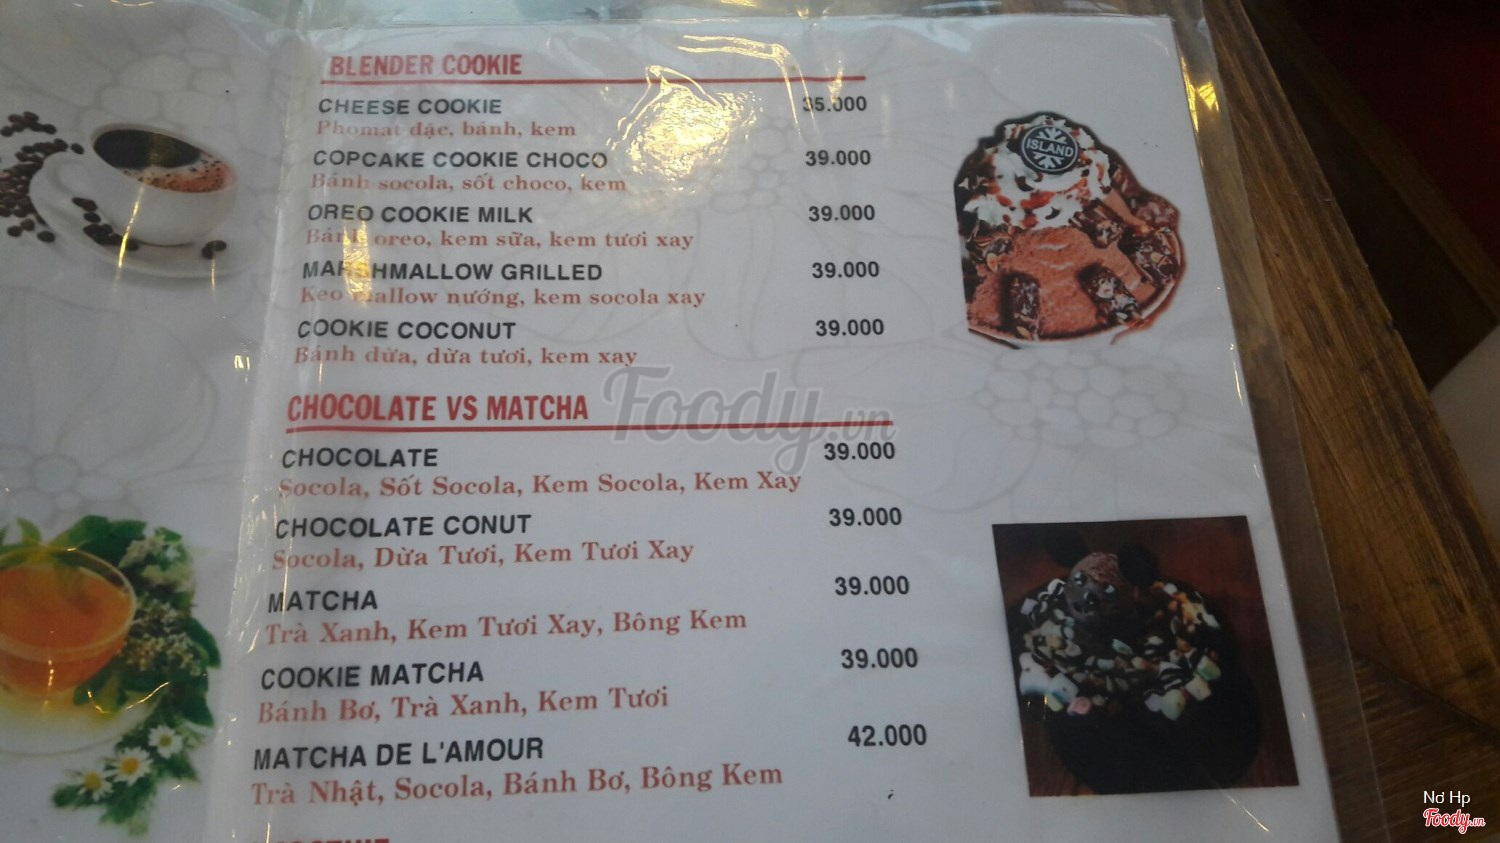 BLENDER COOKIE
CHEESE COOKIE 35.000
Phomat đặc, bánh, kem
COPCAKE COOKIE CHOCO 39.000
Bánh socola, sốt choco, kem
OREO COOKIE MILK 39.000
Bánh oreo, kem sữa, kem tươi xay
MARSHMALLOW GRILLED 39.000
Kẹo mallow nướng, kem socola xay
COOKIE COCONUT 39.000
Bánh dừa, dừa tươi, kem xay
CHOCOLATE VS MATCHA
CHOCOLATE 39.000
Socola, Sốt Socola, Kem Socola, Kem Xay
CHOCOLATE CONUT 39.000
Socola, Dừa Tươi, Kem Tươi Xay
MATCHA 39.000
Trà Xanh, Kem Tươi Xay, Bông Kem
COOKIE MATCHA 39.000
Bánh Bơ, Trà Xanh, Kem Tươi
MATCHA DE L'AMOUR 42.000
Trà Nhật, Socola, Bánh Bơ, Bông Kem
ISLAND
Foody.vn
Nơ Hp
Foody.vn